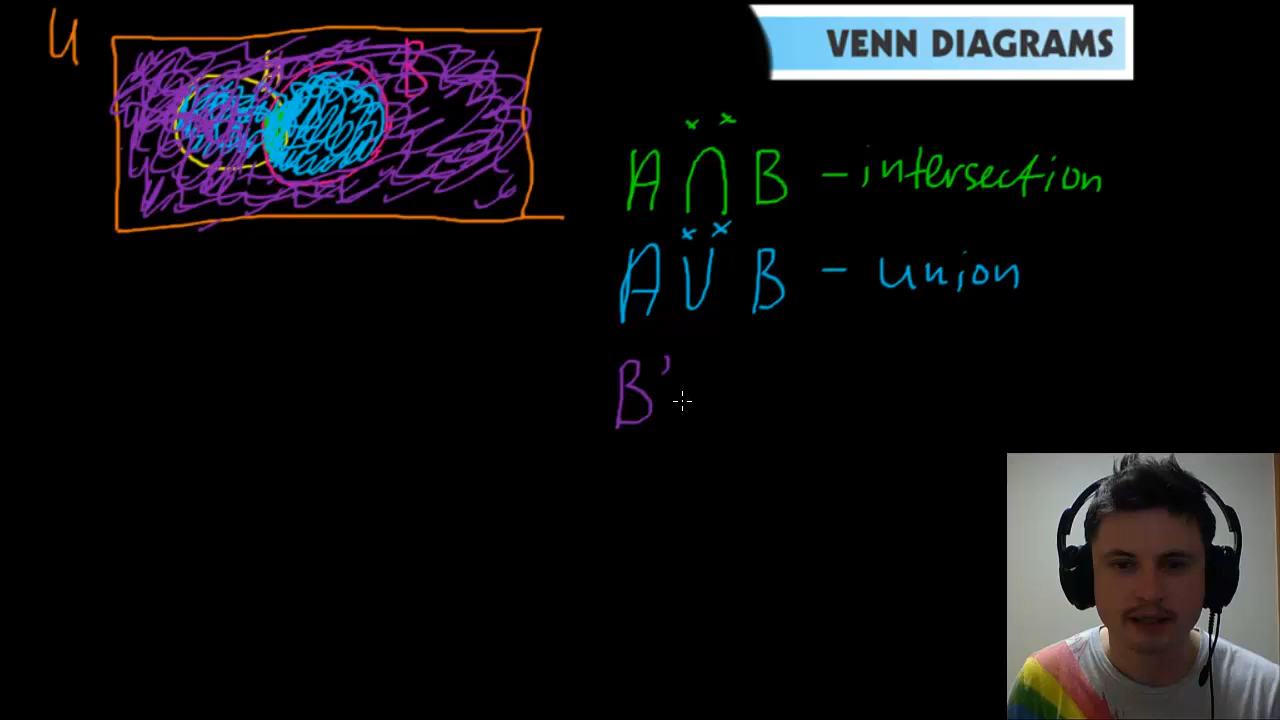 U
B
VENN DIAGRAMS
A ∩ B - intersection
A ∪ B - union
B'